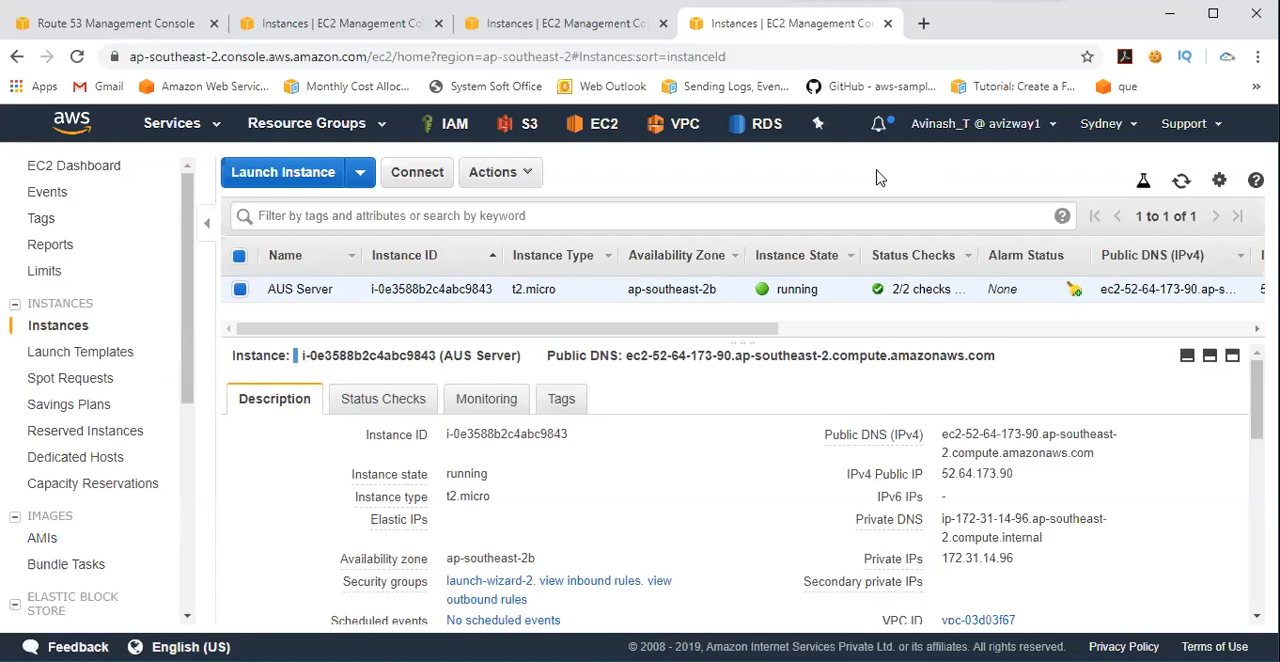 Route 53 Management Console
Instances | EC2 Management Co
Instances | EC2 Management Co
Instances | EC2 Management Co
ap-southeast-2.console.aws.amazon.com/ec2/home?region=ap-southeast-2#Instances:sort=instanceId
Apps
Gmail
Amazon Web Servic...
Monthly Cost Alloc...
System Soft Office
Web Outlook
Sending Logs, Even...
GitHub - aws-sampl...
Tutorial: Create a F...
que
»
aws
Services
Resource Groups
IAM
S3
EC2
VPC
RDS
Avinash_T @ avizway1
Sydney
Support
EC2 Dashboard
Events
Tags
Reports
Limits
INSTANCES
Instances
Launch Templates
Spot Requests
Savings Plans
Reserved Instances
Dedicated Hosts
Capacity Reservations
IMAGES
AMIs
Bundle Tasks
ELASTIC BLOCK
STORE
Launch Instance
Connect
Actions
Filter by tags and attributes or search by keyword
1 to 1 of 1
Name Instance ID Instance Type Availability Zone Instance State Status Checks Alarm Status Public DNS (IPv4)
AUS Server i-0e3588b2c4abc9843 t2.micro ap-southeast-2b running 2/2 checks ... None ec2-52-64-173-90.ap-s...
Instance: i-0e3588b2c4abc9843 (AUS Server) Public DNS: ec2-52-64-173-90.ap-southeast-2.compute.amazonaws.com
Description
Status Checks
Monitoring
Tags
Instance ID i-0e3588b2c4abc9843
Instance state running
Instance type t2.micro
Elastic IPs
Availability zone ap-southeast-2b
Security groups launch-wizard-2. view inbound rules. view
outbound rules
Scheduled events No scheduled events
Public DNS (IPv4) ec2-52-64-173-90.ap-southeast-
2.compute.amazonaws.com
IPv4 Public IP 52.64.173.90
IPv6 IPs -
Private DNS ip-172-31-14-96.ap-southeast-
2.compute.internal
Private IPs 172.31.14.96
Secondary private IPs
VPC ID vpc-03d03f67
Feedback
English (US)
© 2008 - 2019, Amazon Internet Services Private Ltd. or its affiliates. All rights reserved.
Privacy Policy
Terms of Use